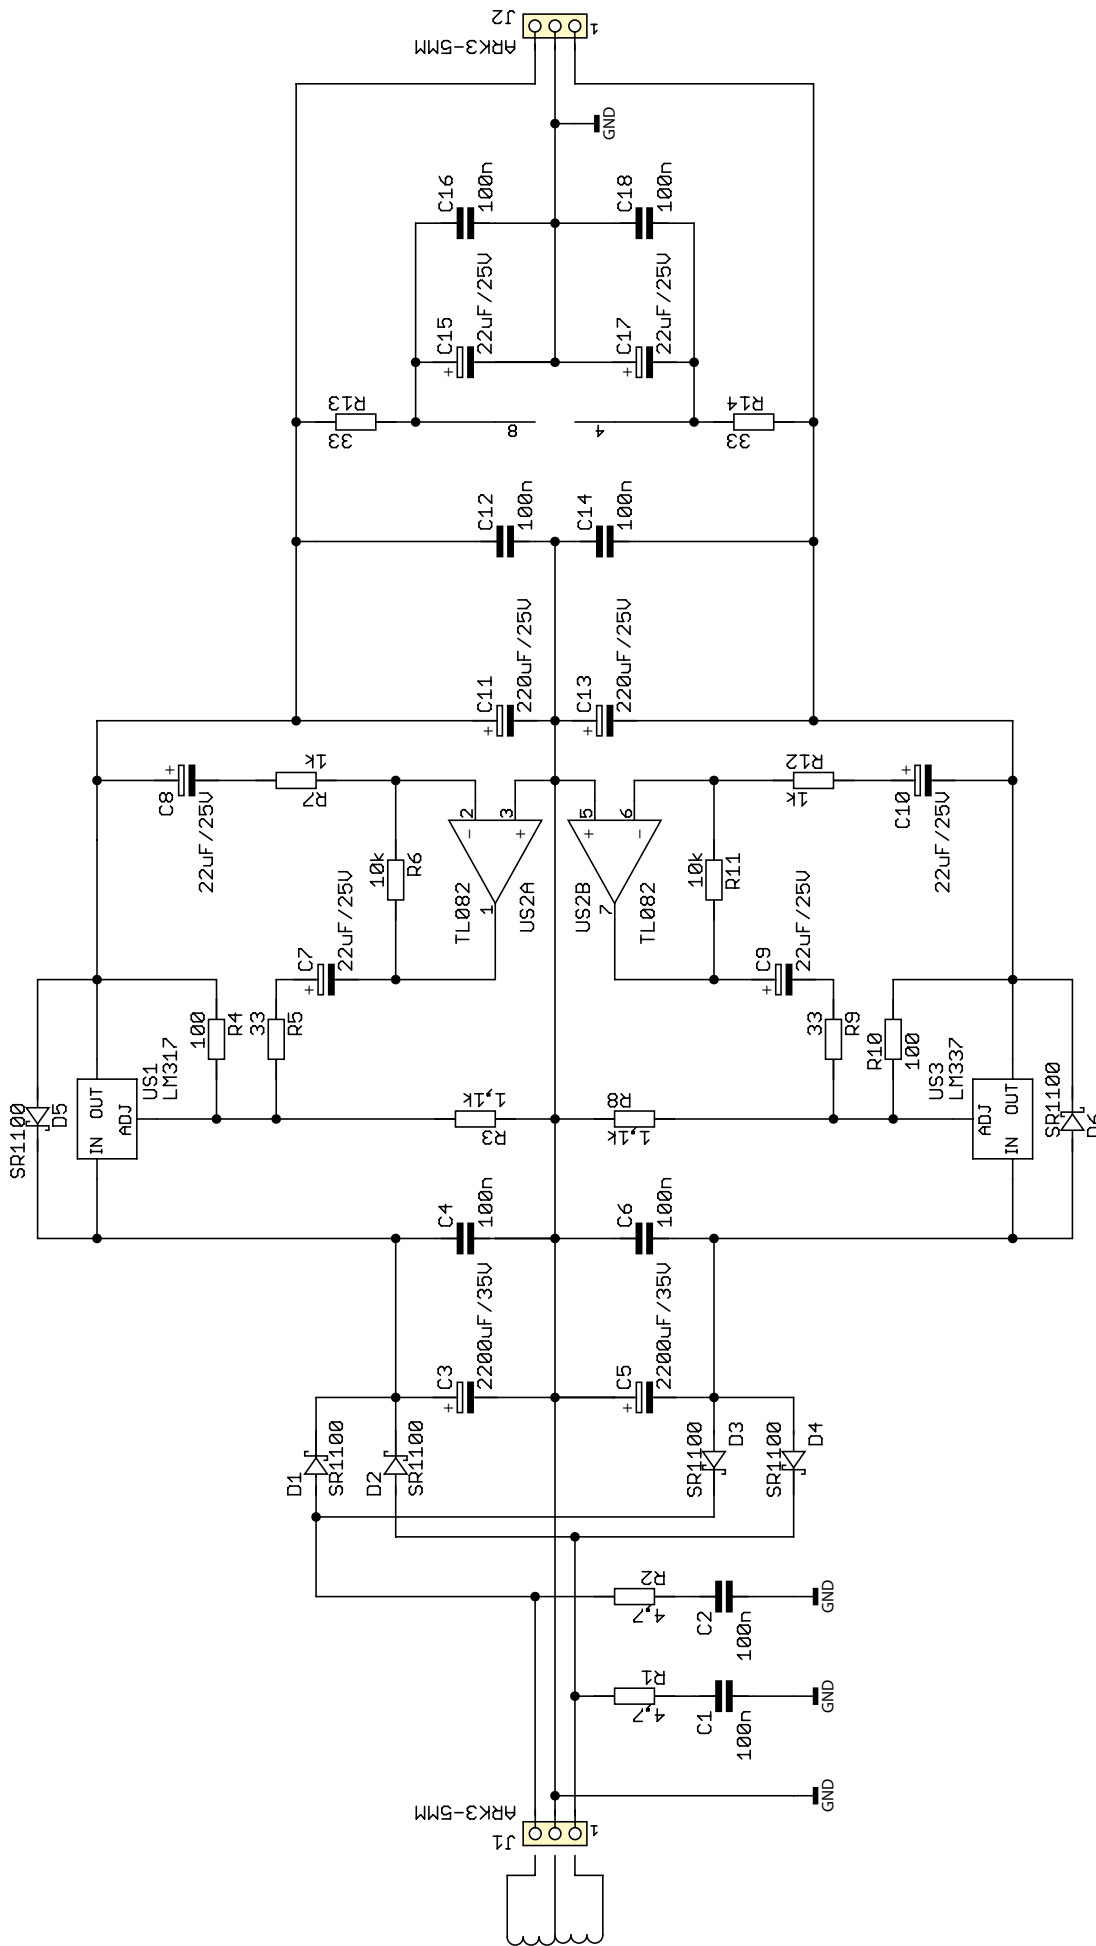 J2
ARK3-5MM
1
GND
C16
100n
C18
100n
C15
22uF/25V
+
C17
22uF/25V
+
R13
33
8
4
R14
33
C12
100n
C14
100n
C11
220uF/25V
+
C13
220uF/25V
+
C8
22uF/25V
+
1k
R7
2
3
-
+
5
6
+
-
R12
1k
C10
22uF/25V
+
10k
R6
TL082
1
US2A
US2B
7
TL082
10k
R11
C7
22uF/25V
+
C9
22uF/25V
+
100
R4
33
R5
33
R9
R10
100
SR1100
D5
US1
LM317
IN
OUT
ADJ
R3
1,1k
R8
1,1k
US3
LM337
ADJ
IN
OUT
SR1100
D6
C4
100n
C6
100n
C3
2200uF/35V
+
C5
2200uF/35V
+
D1
SR1100
D2
SR1100
SR1100
D3
SR1100
D4
R2
4,7
C2
100n
GND
R1
4,7
C1
100n
GND
GND
ARK3-5MM
J1
1